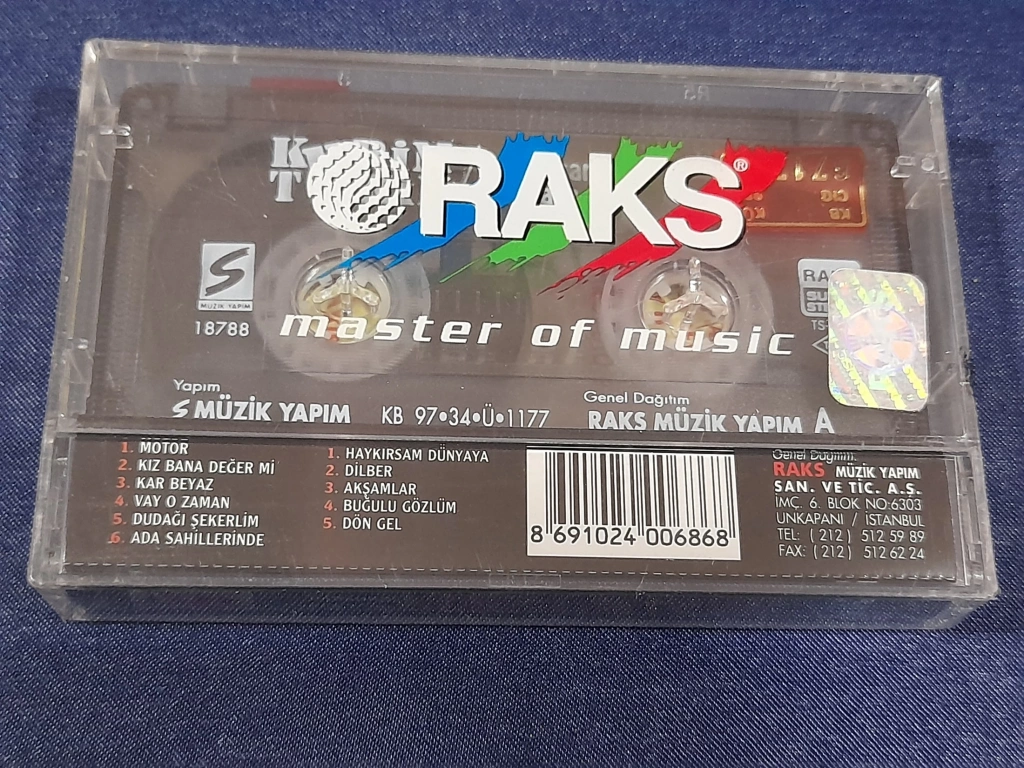 RAKS®
master of music
S
MÜZİK YAPIM
18788
Yapım
S MÜZİK YAPIM
KB 97•34•Ü•1177
Genel Dağıtım
RAKS MÜZİK YAPIM A
1. MOTOR
2. KIZ BANA DEĞER Mİ
3. KAR BEYAZ
4. VAY O ZAMAN
5. DUDAĞI ŞEKERLİM
6. ADA SAHİLLERİNDE
1. HAYKIRSAM DÜNYAYA
2. DİLBER
3. AKŞAMLAR
4. BUĞULU GÖZLÜM
5. DÖN GEL
8 691024 006868
Genel Dağıtım:
RAKS MÜZİK YAPIM
SAN. VE TİC. A.Ş.
İMÇ. 6. BLOK NO:6303
UNKAPANI / İSTANBUL
TEL: (212) 512 59 89
FAX: (212) 512 62 24